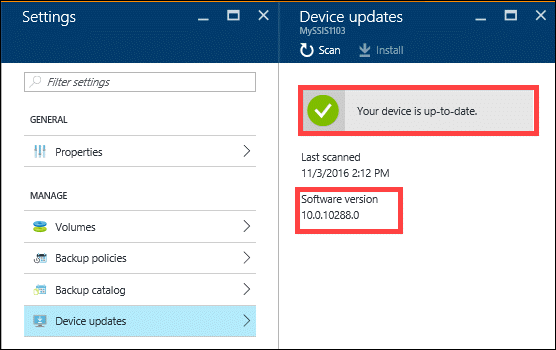 Settings
Filter settings
GENERAL
Properties
MANAGE
Volumes
Backup policies
Backup catalog
Device updates
Device updates
MySSIS1103
Scan Install
Your device is up-to-date.
Last scanned
11/3/2016 2:12 PM
Software version
10.0.10288.0